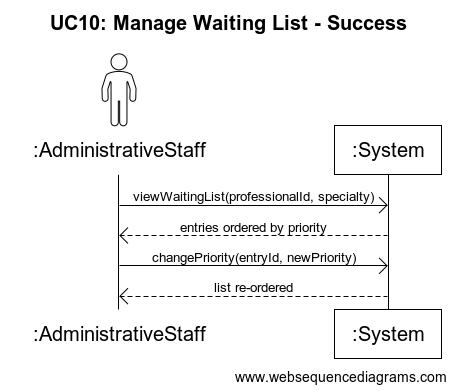 UC10: Manage Waiting List - Success
:AdministrativeStaff
:System
viewWaitingList(professionalId, specialty)
entries ordered by priority
changePriority(entryId, newPriority)
list re-ordered
:AdministrativeStaff
:System
www.websequencediagrams.com